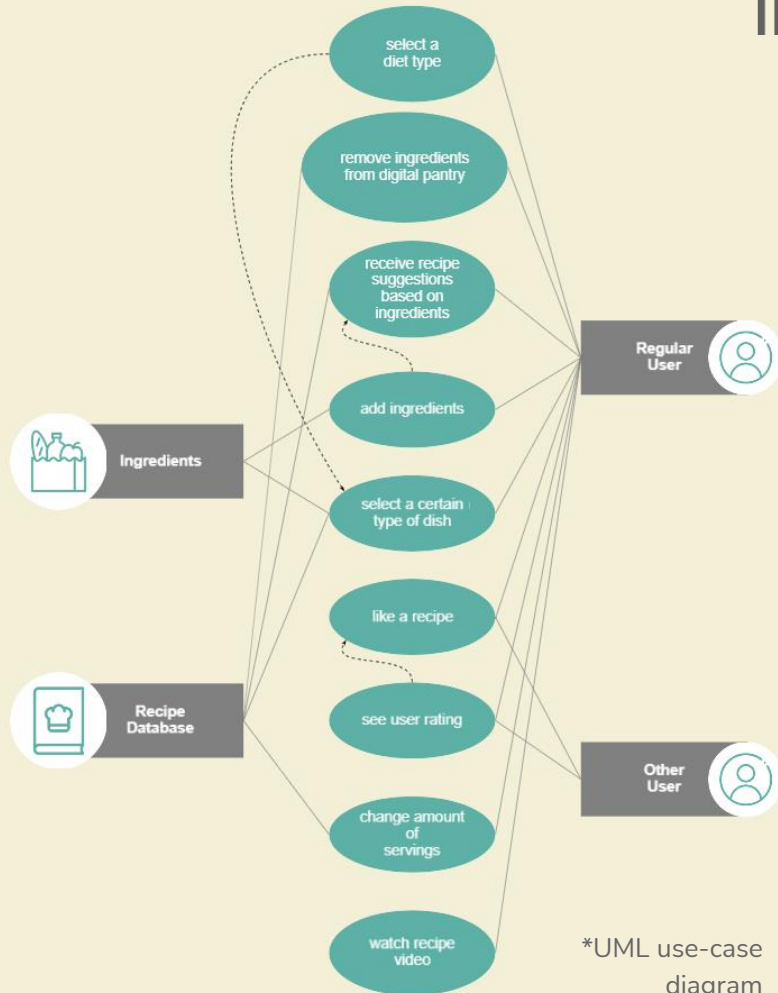 select a
diet type
remove ingredients
from digital pantry
receive recipe
suggestions
based on
ingredients
Regular
User
add ingredients
Ingredients
select a certain
type of dish
like a recipe
Recipe
Database
see user rating
Other
User
change amount
of
servings
watch recipe
video
*UML use-case
diagram